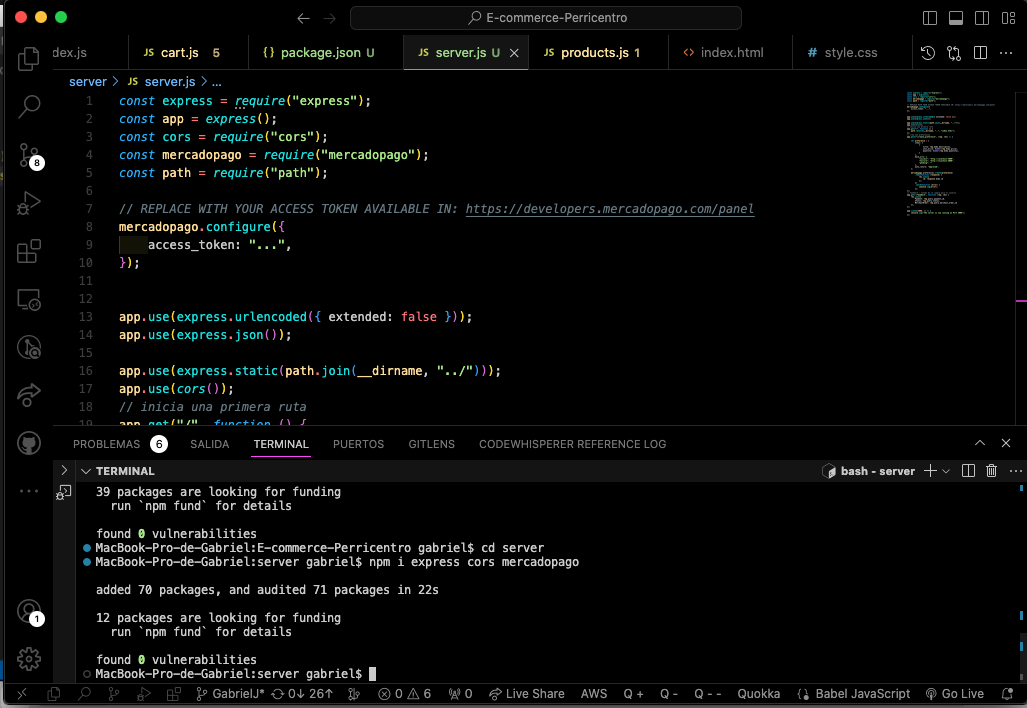 E-commerce-Perricentro
dex.js
JS cart.js 5
{} package.json U
JS server.js U
JS products.js 1
<> index.html
# style.css
server > JS server.js > ...
1 const express = require("express");
2 const app = express();
3 const cors = require("cors");
4 const mercadopago = require("mercadopago");
5 const path = require("path");
6
7 // REPLACE WITH YOUR ACCESS TOKEN AVAILABLE IN: https://developers.mercadopago.com/panel
8 mercadopago.configure({
9 access_token: "...",
10 });
11
12
13 app.use(express.urlencoded({ extended: false }));
14 app.use(express.json());
15
16 app.use(express.static(path.join(__dirname, "../")));
17 app.use(cors());
18 // inicia una primera ruta
19 app.get("/", function () {
8
PROBLEMAS 6 SALIDA TERMINAL PUERTOS GITLENS CODEWHISPERER REFERENCE LOG
TERMINAL
bash - server
39 packages are looking for funding
run `npm fund` for details
found 0 vulnerabilities
MacBook-Pro-de-Gabriel:E-commerce-Perricentro gabriel$ cd server
MacBook-Pro-de-Gabriel:server gabriel$ npm i express cors mercadopago
added 70 packages, and audited 71 packages in 22s
12 packages are looking for funding
run `npm fund` for details
found 0 vulnerabilities
MacBook-Pro-de-Gabriel:server gabriel$
1
GabrielJ* 0↓ 26↑ 0 6 0 Live Share AWS Q + Q - Q - - Quokka Babel JavaScript Go Live